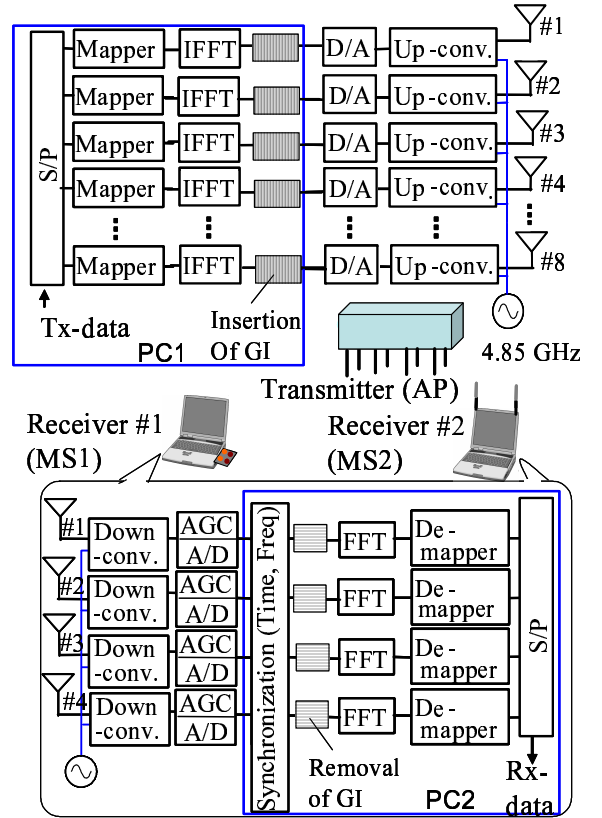 Mapper IFFT D/A Up-conv. #1
Mapper IFFT D/A Up-conv. #2
Mapper IFFT D/A Up-conv. #3
S/P
Mapper IFFT D/A Up-conv. #4
Mapper IFFT D/A Up-conv. #8
Tx-data
PC1
Insertion
Of GI
4.85 GHz
Transmitter (AP)
Receiver #1
(MS1)
Receiver #2
(MS2)
#1
Down
-conv.
AGC
A/D
FFT
De-
mapper
#2
Down
-conv.
AGC
A/D
FFT
De-
mapper
#3
Down
-conv.
AGC
A/D
FFT
De-
mapper
#4
Down
-conv.
AGC
A/D
FFT
De-
mapper
Synchronization (Time, Freq)
S/P
Removal
of GI
PC2
Rx-
data